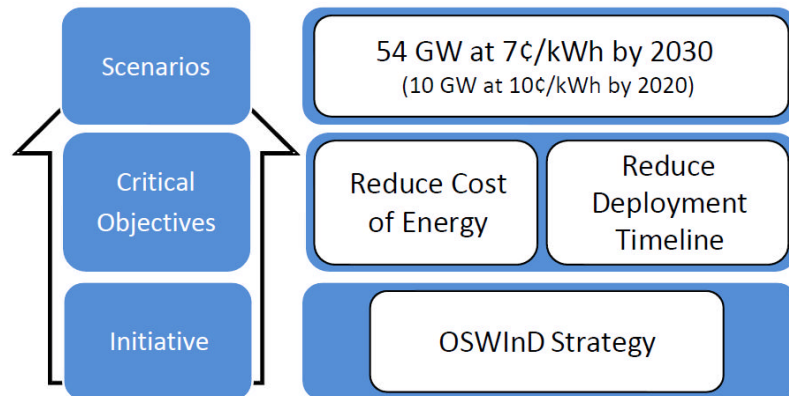 Scenarios
54 GW at 7¢/kWh by 2030
(10 GW at 10¢/kWh by 2020)
Critical
Objectives
Reduce Cost
of Energy
Reduce
Deployment
Timeline
Initiative
OSWInD Strategy